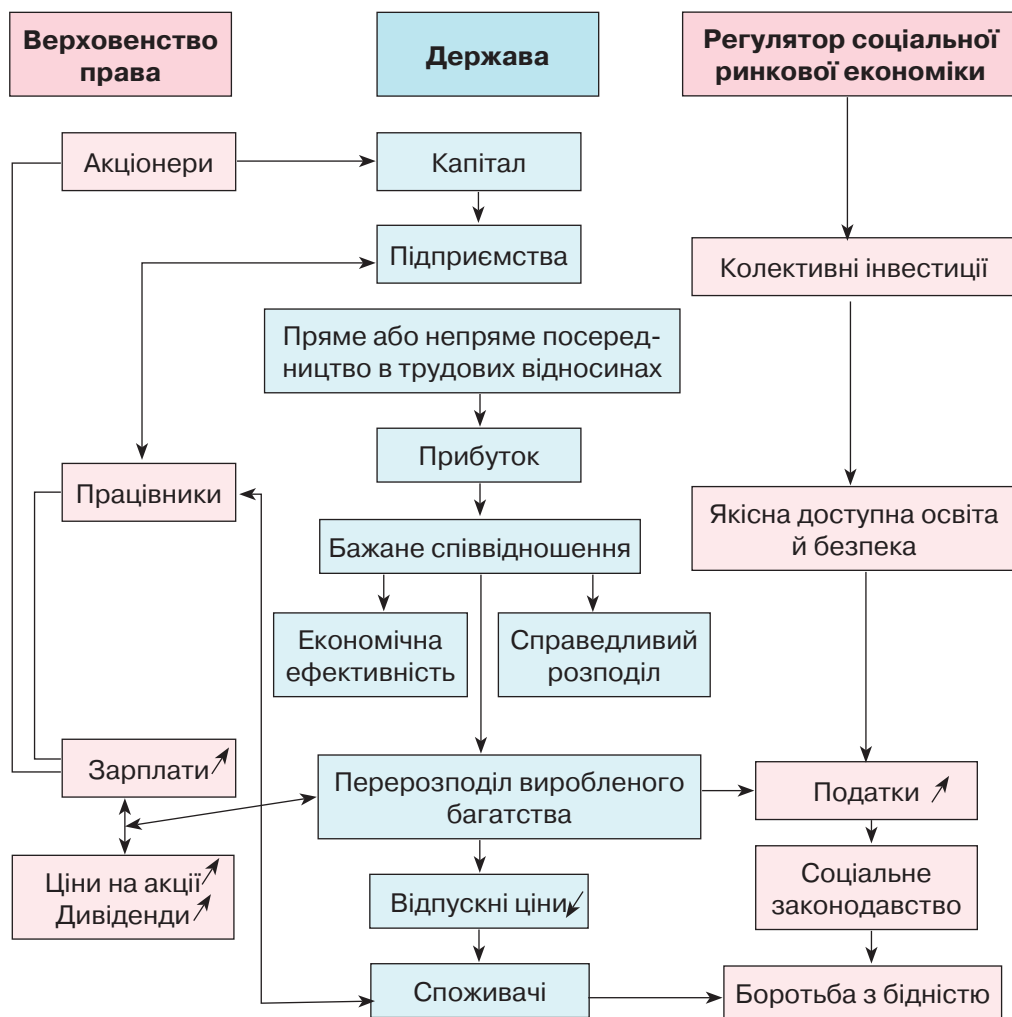 Верховенство
права
Держава
Регулятор соціальної
ринкової економіки
Акціонери
Капітал
Підприємства
Колективні інвестиції
Пряме або непряме посеред-
ництво в трудових відносинах
Прибуток
Працівники
Якісна доступна освіта
й безпека
Бажане співвідношення
Економічна
ефективність
Справедливий
розподіл
Зарплати
Перерозподіл виробленого
багатства
Податки
Ціни на акції
Дивіденди
Відпускні ціни
Соціальне
законодавство
Споживачі
Боротьба з бідністю